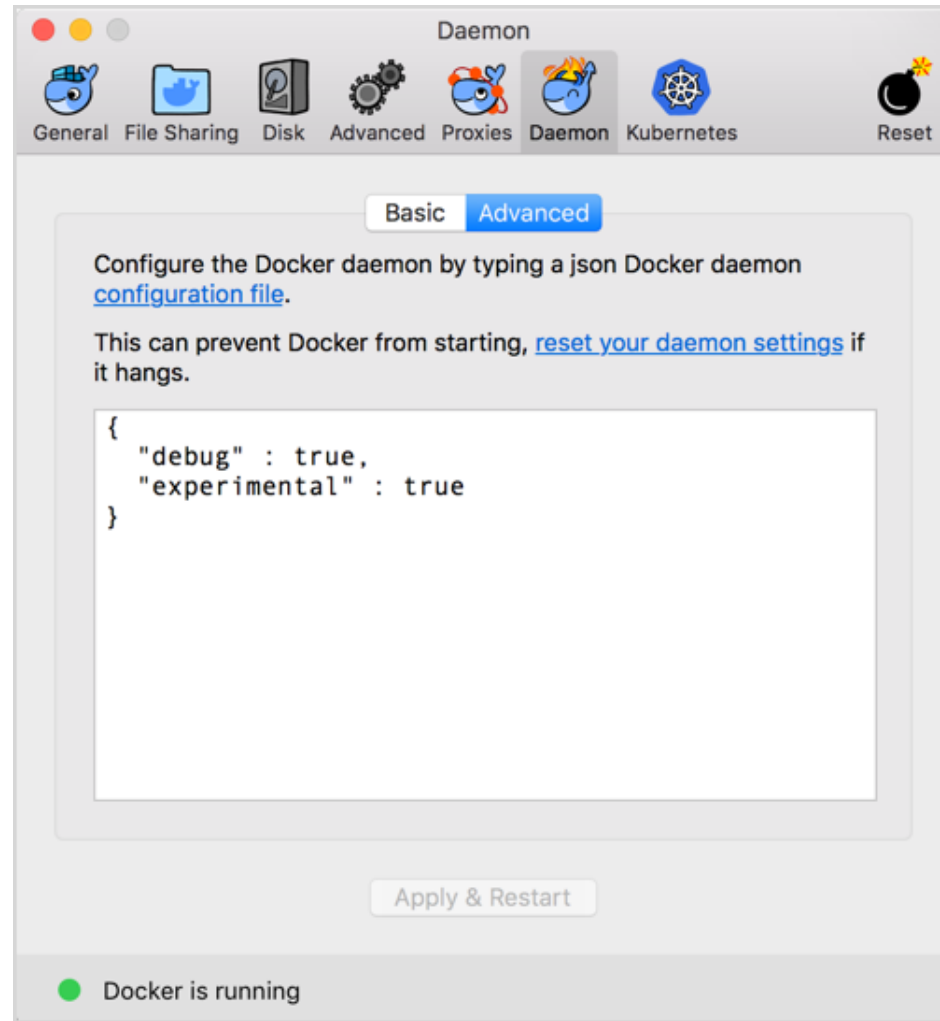 Daemon
General File Sharing Disk Advanced Proxies Daemon Kubernetes Reset
Basic Advanced
Configure the Docker daemon by typing a json Docker daemon
configuration file.
This can prevent Docker from starting, reset your daemon settings if
it hangs.
{
  "debug" : true,
  "experimental" : true
}
Apply & Restart
Docker is running